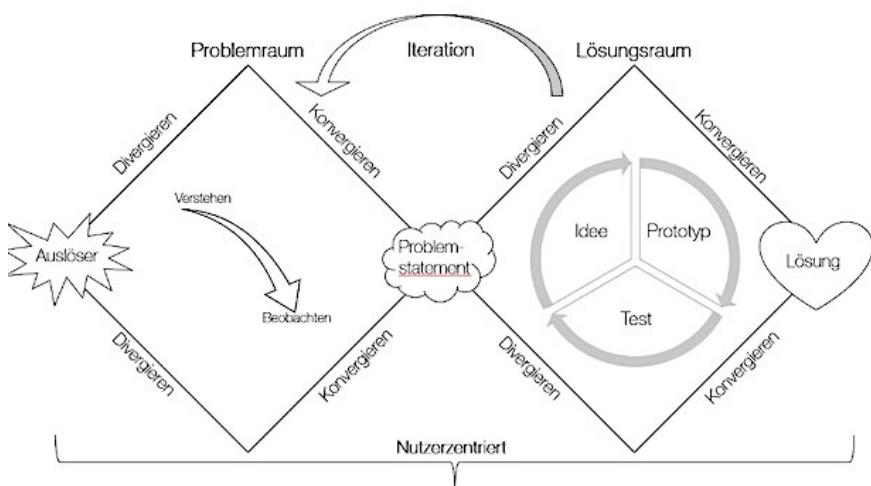 Problemraum
Iteration
Lösungsraum
Divergieren
Konvergieren
Divergieren
Konvergieren
Verstehen
Auslöser
Problem-
statement
Idee
Prototyp
Lösung
Beobachten
Test
Divergieren
Konvergieren
Divergieren
Konvergieren
Nutzerzentriert